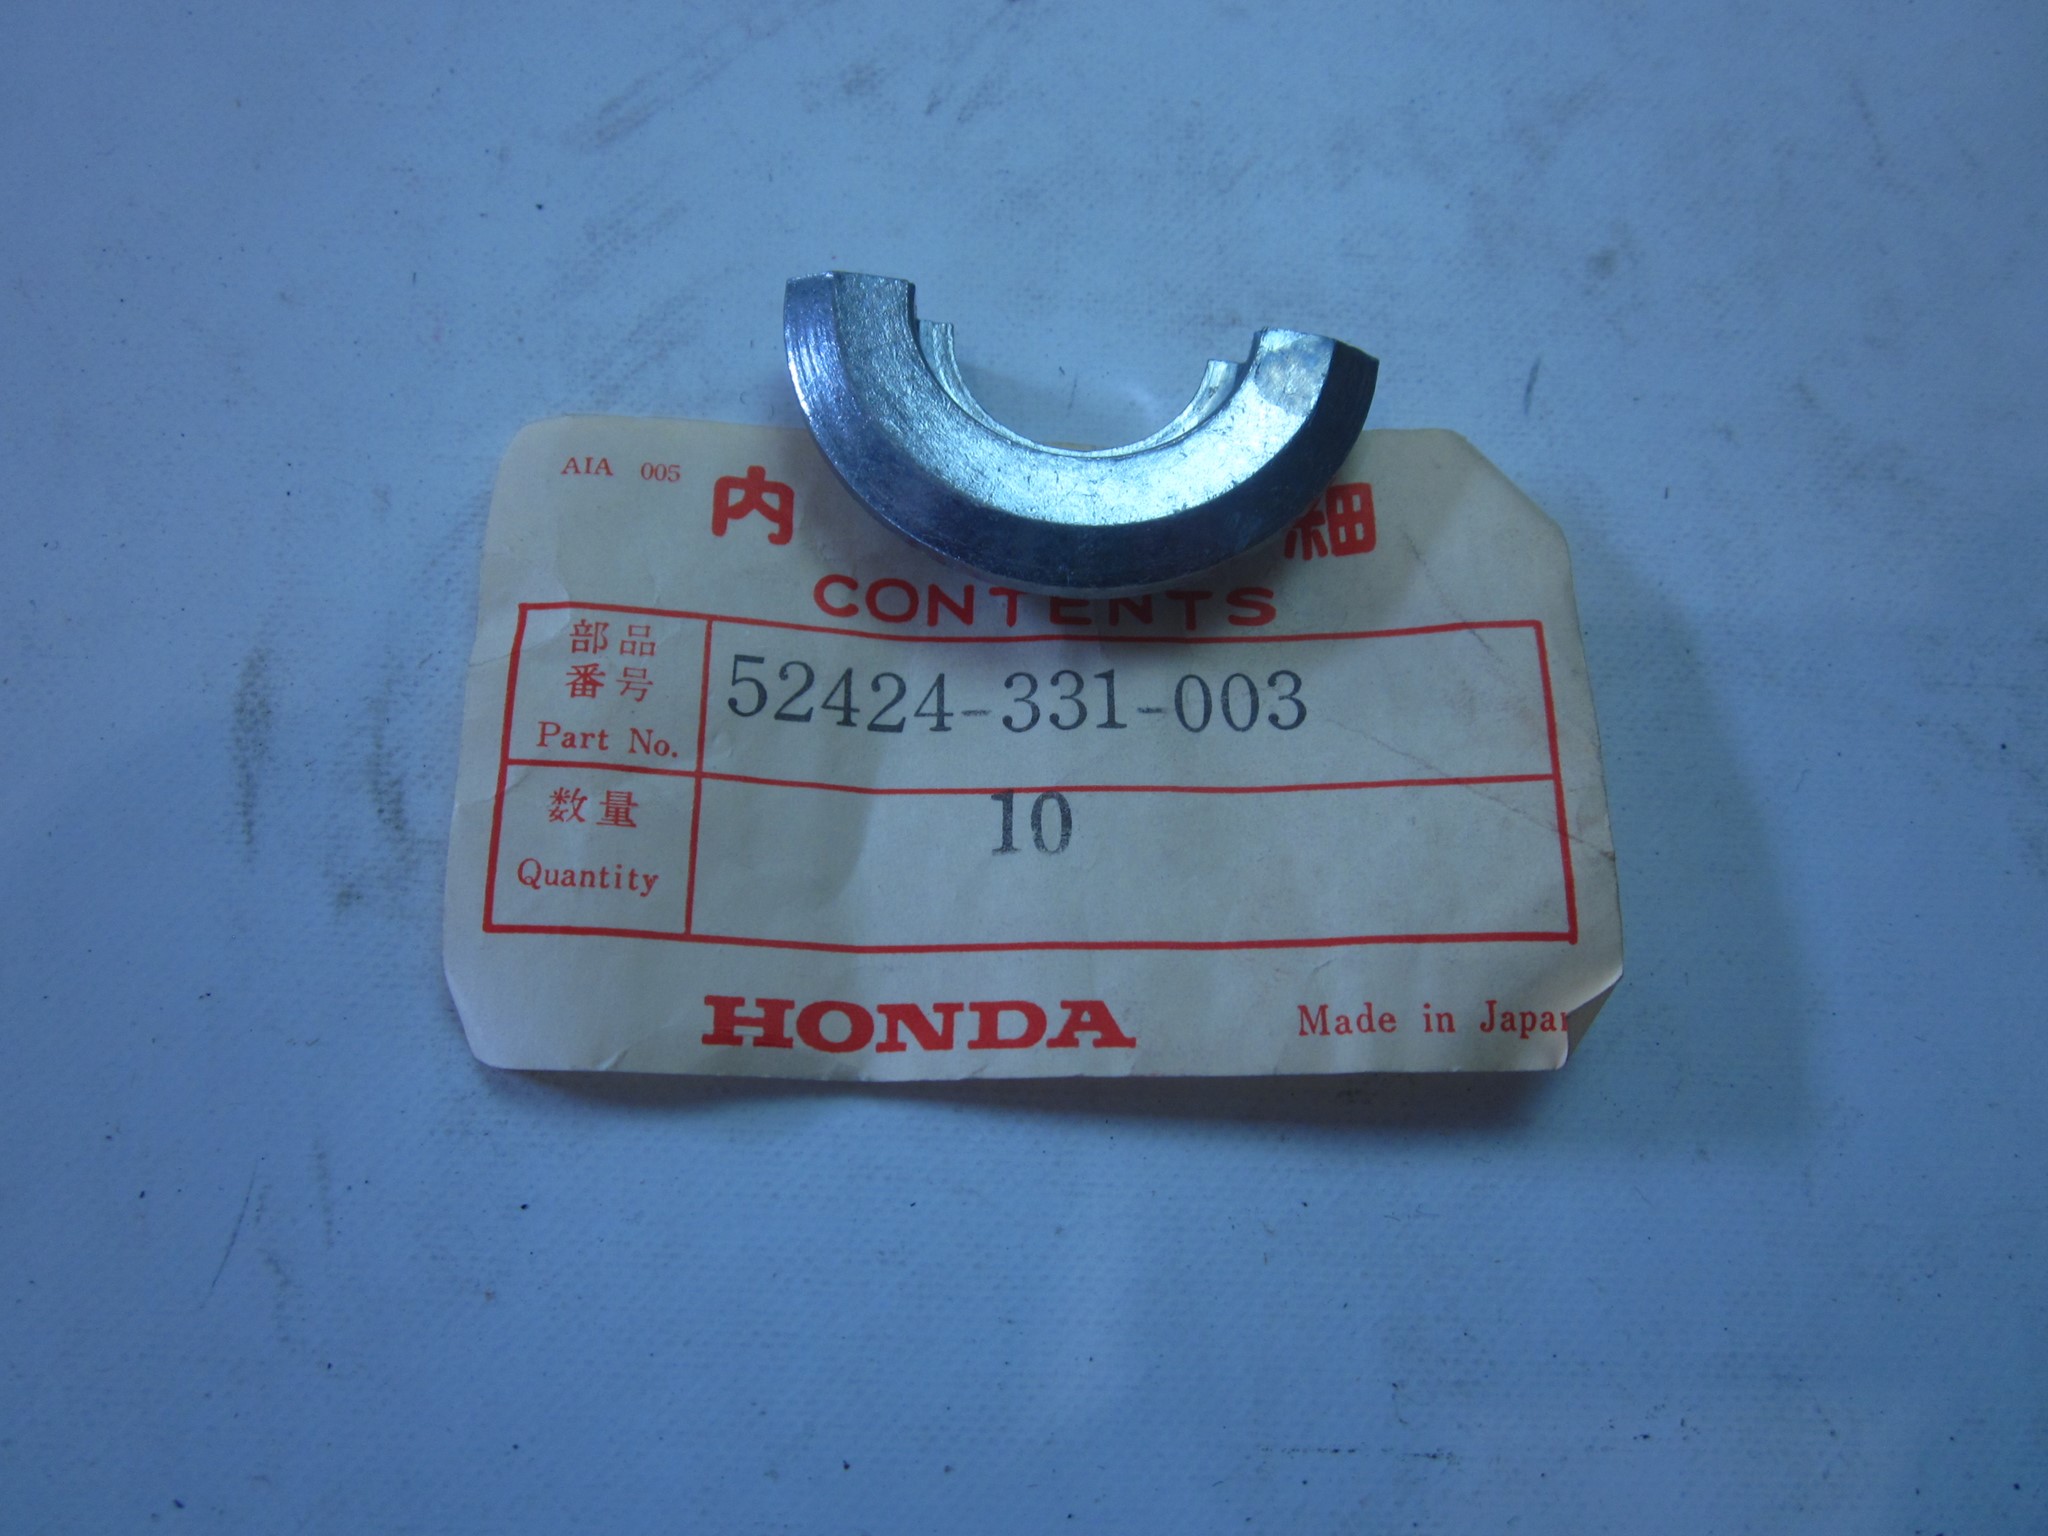 AIA 005
内 細
CONTENTS
部品
番号
Part No.
52424-331-003
数量
Quantity
10
HONDA
Made in Japan